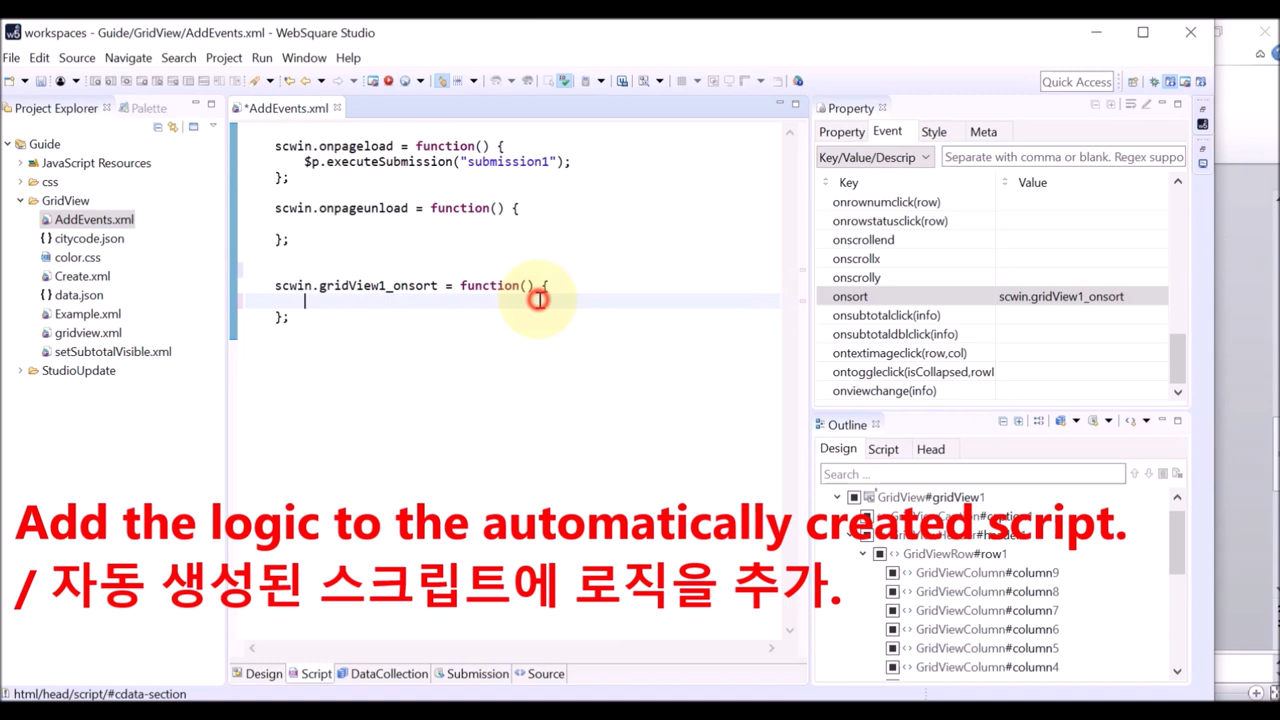 workspaces - Guide/GridView/AddEvents.xml - WebSquare Studio
File Edit Source Navigate Search Project Run Window Help
Quick Access
Project Explorer
Palette
Guide
JavaScript Resources
css
GridView
AddEvents.xml
citycode.json
color.css
Create.xml
data.json
Example.xml
gridview.xml
setSubtotalVisible.xml
StudioUpdate
*AddEvents.xml
scwin.onpageload = function() {
$p.executeSubmission("submission1");
};
scwin.onpageunload = function() {
};
scwin.gridView1_onsort = function() {
};
Design Script DataCollection Submission Source
Property
Property Event Style Meta
Key/Value/Descrip
Separate with comma or blank. Regex suppo
Key Value
onrownumclick(row)
onrowstatusclick(row)
onscrollend
onscrollx
onscrolly
onsort scwin.gridView1_onsort
onsubtotalclick(info)
onsubtotaldblclick(info)
ontextimageclick(row,col)
ontoggleclick(isCollapsed,rowI
onviewchange(info)
Outline
Design Script Head
Search ...
GridView#gridView1
GridViewRow#row1
GridViewColumn#column9
GridViewColumn#column8
GridViewColumn#column7
GridViewColumn#column6
GridViewColumn#column5
GridViewColumn#column4
Add the logic to the automatically created script.
/ 자동 생성된 스크립트에 로직을 추가.
html/head/script/#cdata-section